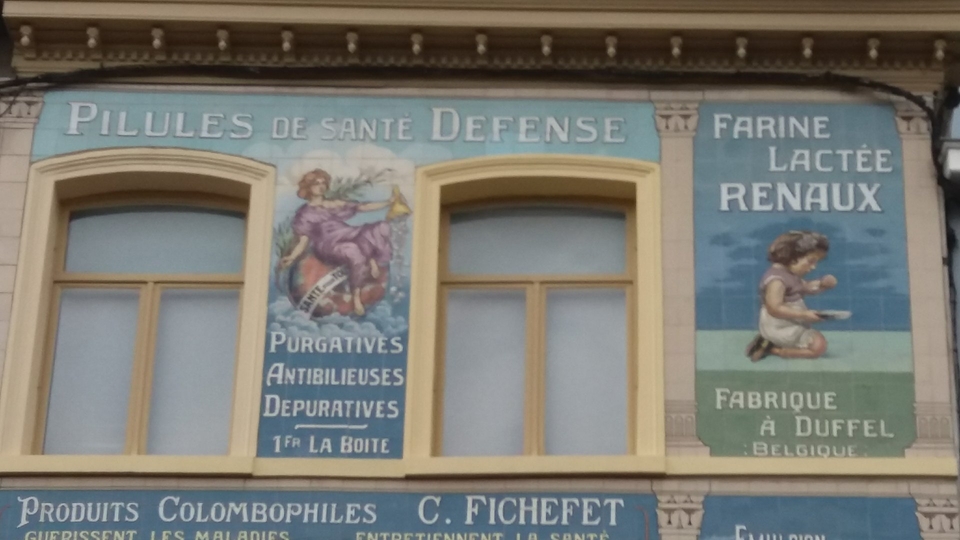 PILULES DE SANTÉ DEFENSE
PURGATIVES
ANTIBILIEUSES
DEPURATIVES
1FR LA BOITE
FARINE
LACTÉE
RENAUX
FABRIQUE
À DUFFEL
BELGIQUE
PRODUITS COLOMBOPHILES C. FICHEFET
GUERISSENT LES MALADIES ENTRETIENNENT LA SANTÉ
EMULSION